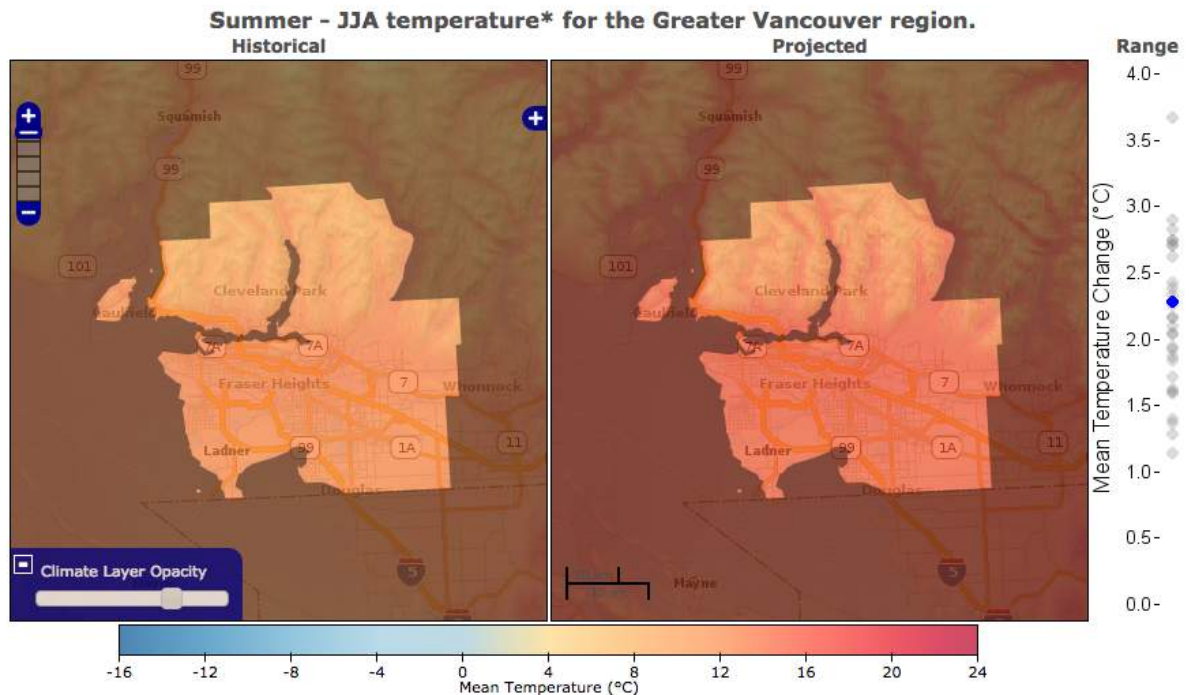 Summer - JJA temperature* for the Greater Vancouver region.
Historical
Projected
Range
99
Squamish
99
101
Cleveland Park
7A
7A
Fraser Heights
7
Whonnock
Ladner
99
1A
11
Douglas
5
Climate Layer Opacity
99
Squamish
99
101
Cleveland Park
7A
7A
Fraser Heights
7
Whonnock
Ladner
99
1A
11
Douglas
5
Mayne
Mean Temperature Change (°C)
4.0-
3.5-
3.0-
2.5-
2.0-
1.5-
1.0-
0.5-
0.0-
-16 -12 -8 -4 0 4 8 12 16 20 24
Mean Temperature (°C)